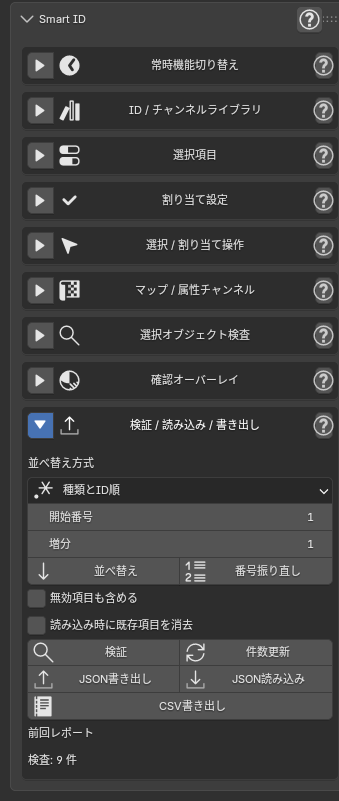 Smart ID
常時機能切り替え
ID / チャンネルライブラリ
選択項目
割り当て設定
選択 / 割り当て操作
マップ / 属性チャンネル
選択オブジェクト検査
確認オーバーレイ
検証 / 読み込み / 書き出し
並べ替え方式
種類とID順
開始番号 1
増分 1
並べ替え 番号振り直し
無効項目も含める
読み込み時に既存項目を消去
検証 件数更新
JSON書き出し JSON読み込み
CSV書き出し
前回レポート
検査: 9 件